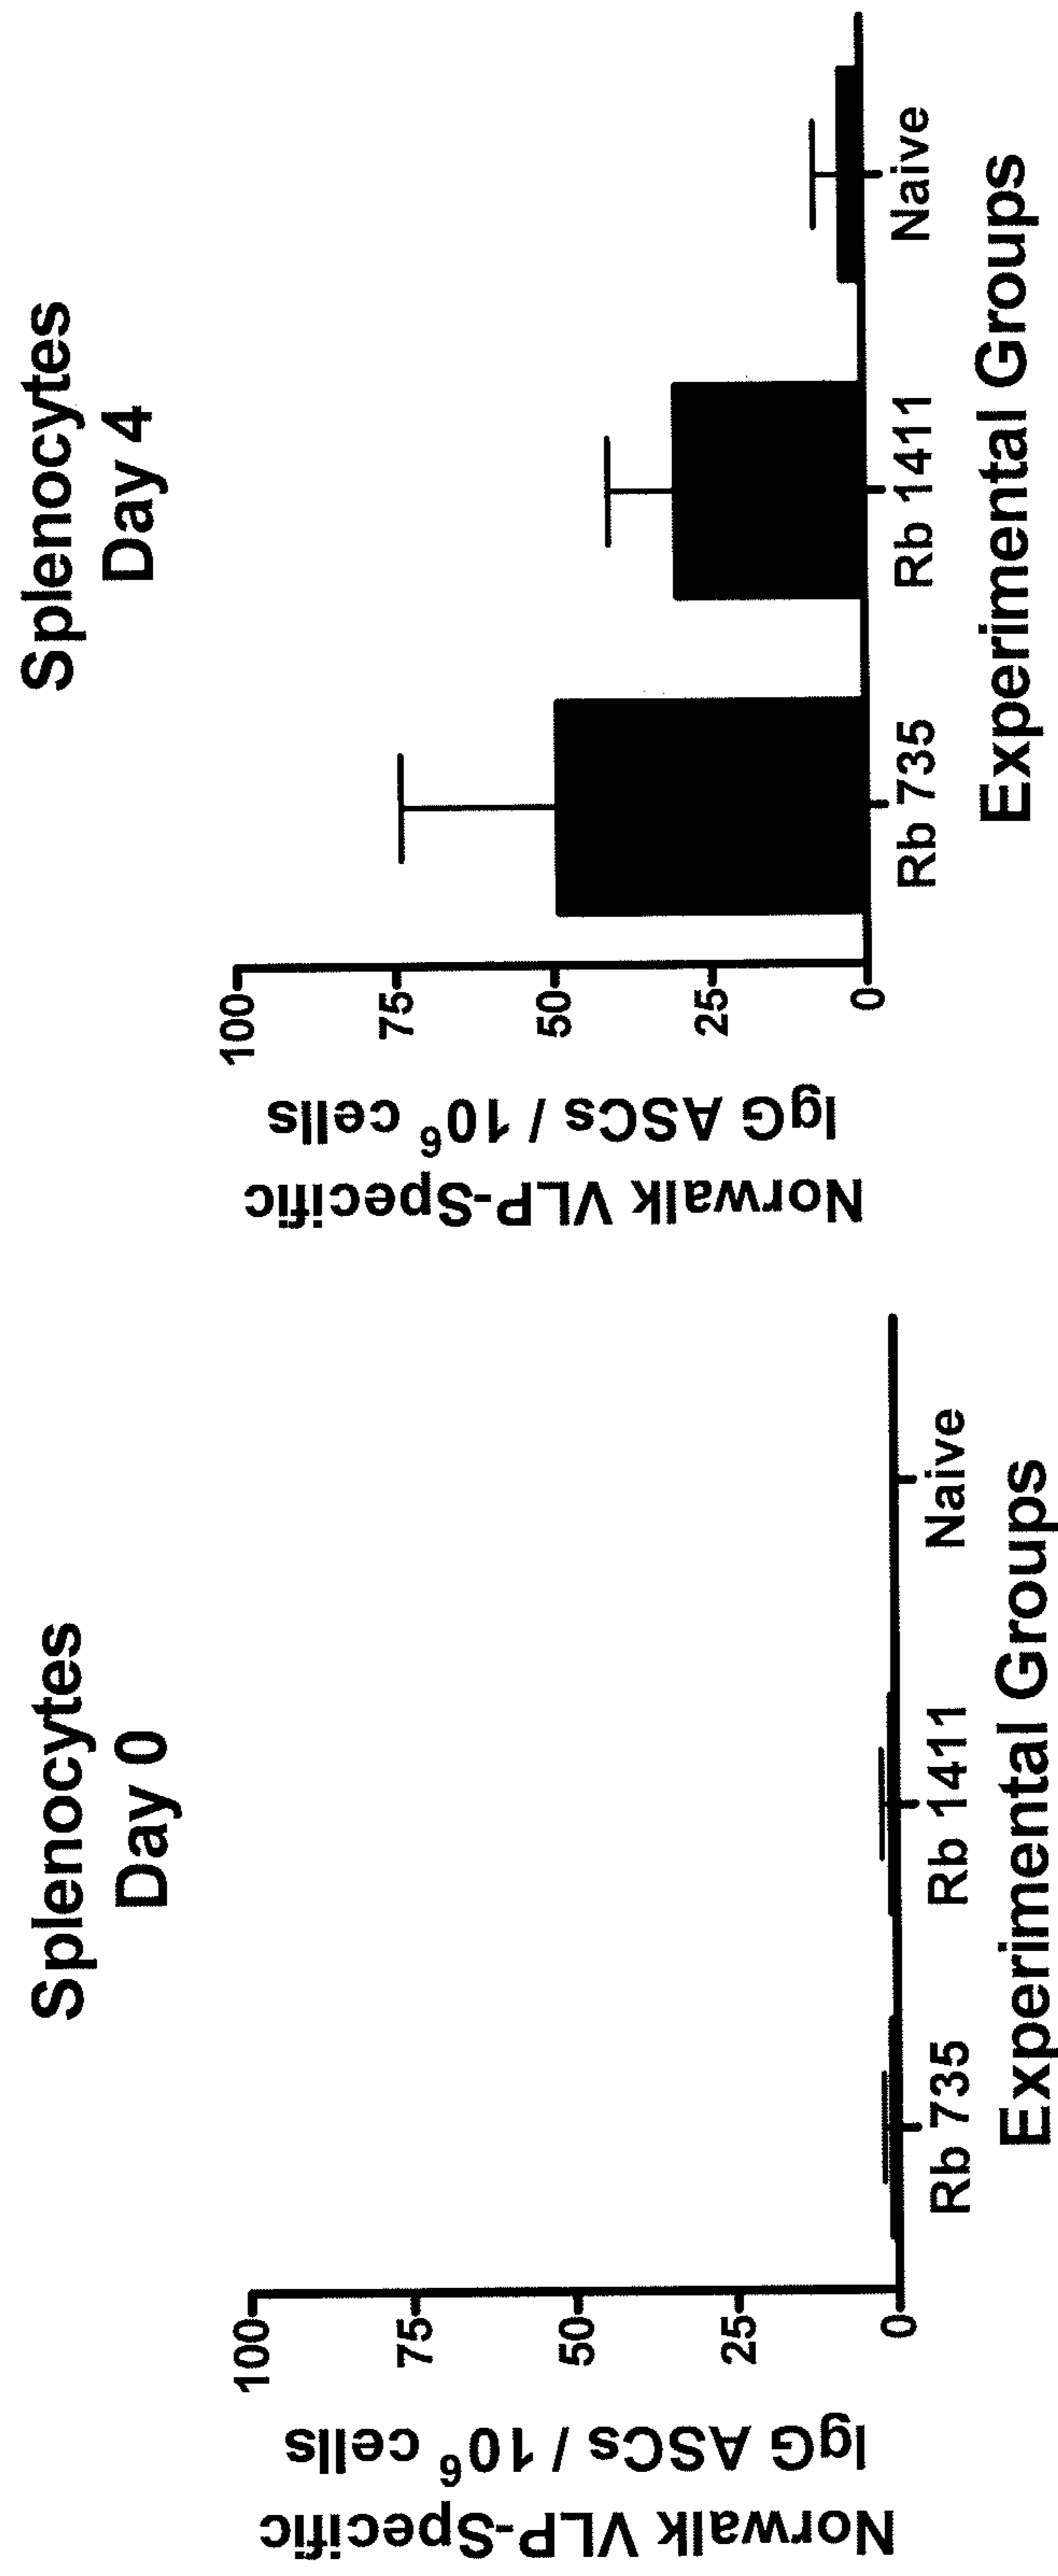 Splenocytes
Day 0
Norwalk VLP-Specific
IgG ASCs / 10⁶ cells
100
75
50
25
0
Rb 735
Rb 1411
Naive
Experimental Groups
Splenocytes
Day 4
Norwalk VLP-Specific
IgG ASCs / 10⁶ cells
100
75
50
25
0
Rb 735
Rb 1411
Naive
Experimental Groups